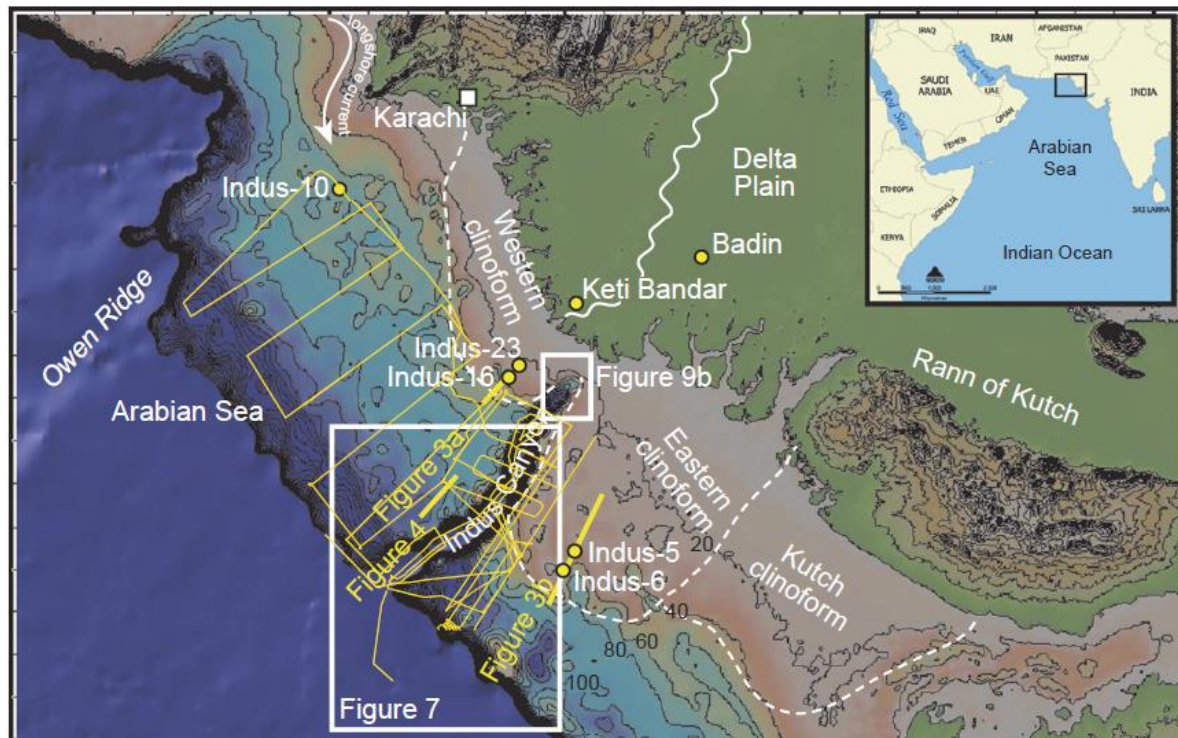 longshore current
Karachi
Indus-10
Western
clinoform
Delta
Plain
Badin
Keti Bandar
Owen Ridge
Arabian Sea
Indus-23
Indus-16
Figure 9b
Rann of Kutch
Figure 3a
Figure 4
Indus Canyon
Eastern
clinoform
20
Indus-5
Indus-6
Kutch
clinoform
Figure 3b
40
60
80
100
Figure 7
IRAQ
IRAN
AFGHANISTAN
PAKISTAN
Persian Gulf
SAUDI
ARABIA
UAE
OMAN
INDIA
Red Sea
YEMEN
Arabian
Sea
ETHIOPIA
SOMALIA
SRI LANKA
KENYA
Indian Ocean